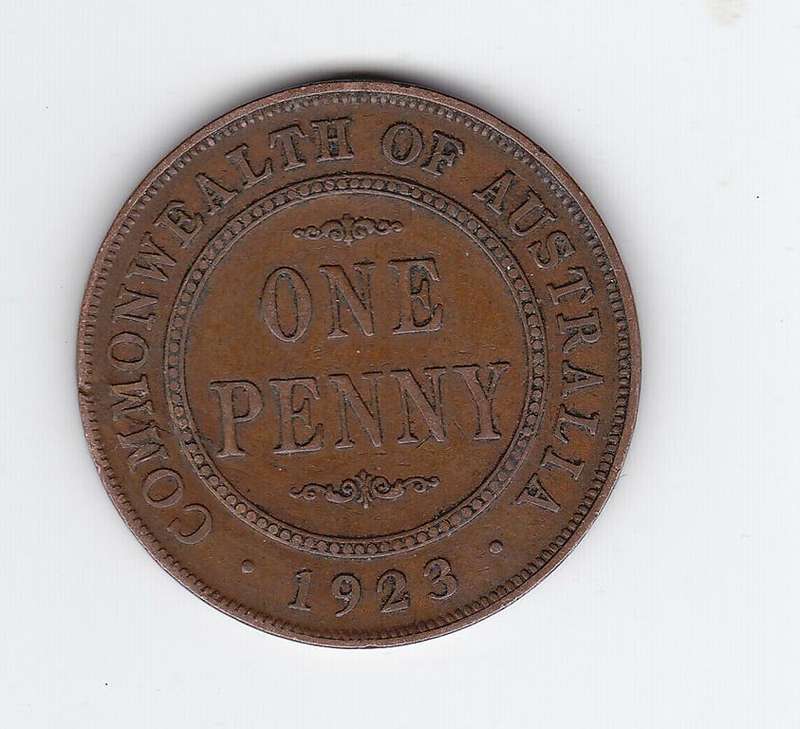 COMMONWEALTH OF AUSTRALIA
ONE
PENNY
· 1923 ·